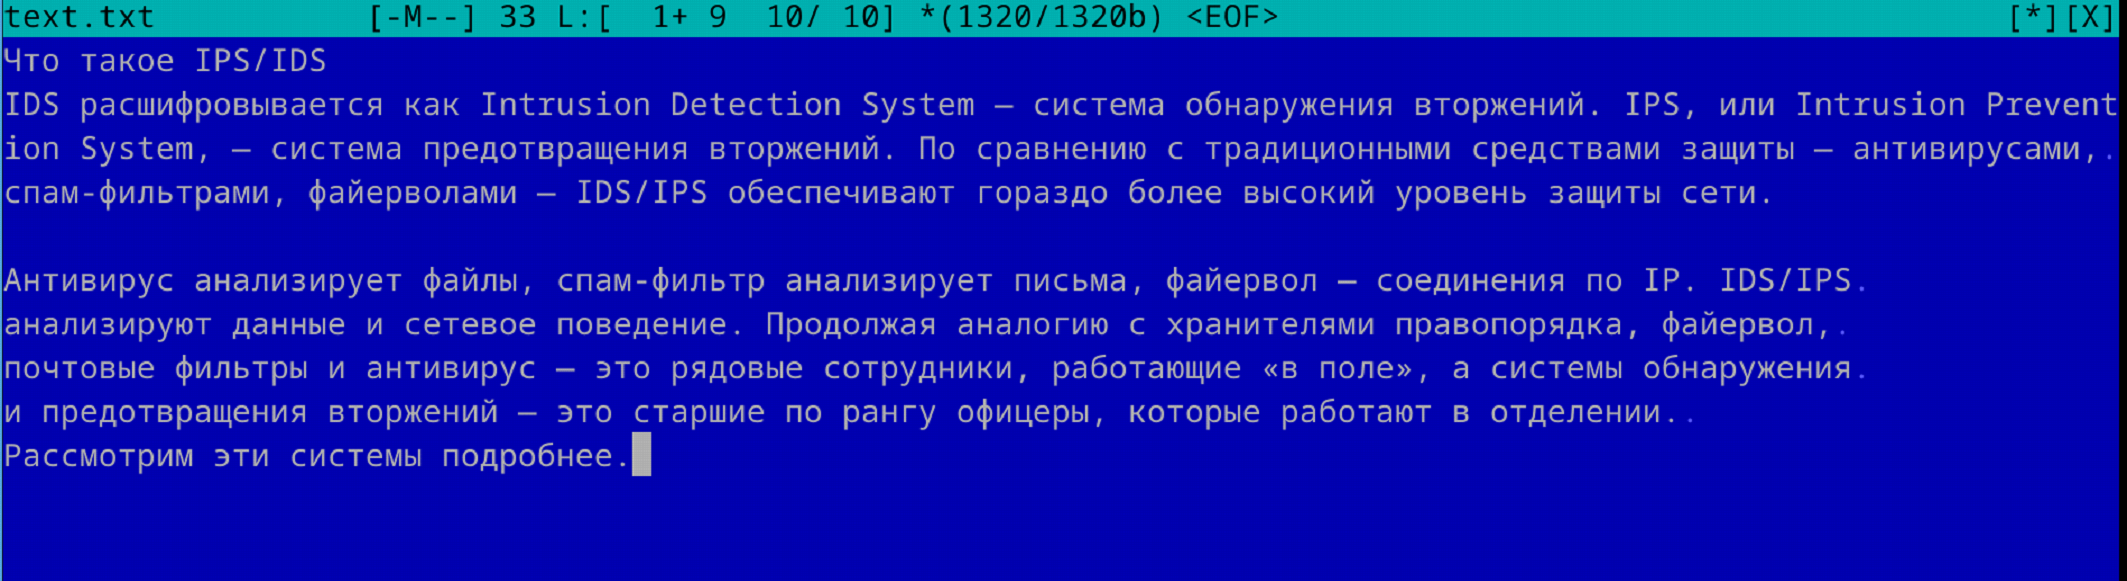 text.txt [-M--] 33 L:[ 1+ 9 10/ 10] *(1320/1320b) <EOF> [*][X]
Что такое IPS/IDS
IDS расшифровывается как Intrusion Detection System — система обнаружения вторжений. IPS, или Intrusion Prevent
ion System, — система предотвращения вторжений. По сравнению с традиционными средствами защиты — антивирусами,.
спам-фильтрами, файерволами — IDS/IPS обеспечивают гораздо более высокий уровень защиты сети.
Антивирус анализирует файлы, спам-фильтр анализирует письма, файервол — соединения по IP. IDS/IPS.
анализируют данные и сетевое поведение. Продолжая аналогию с хранителями правопорядка, файервол,.
почтовые фильтры и антивирус — это рядовые сотрудники, работающие «в поле», а системы обнаружения.
и предотвращения вторжений — это старшие по рангу офицеры, которые работают в отделении..
Рассмотрим эти системы подробнее.